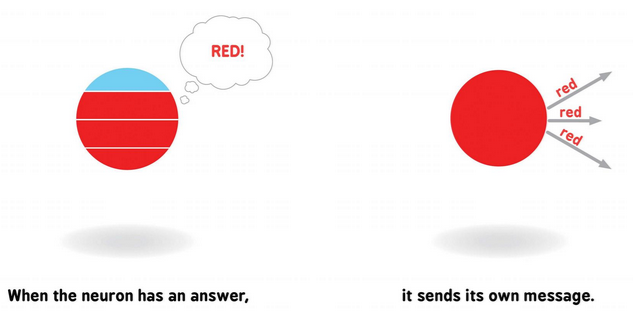 RED!
When the neuron has an answer,
red
red
red
it sends its own message.